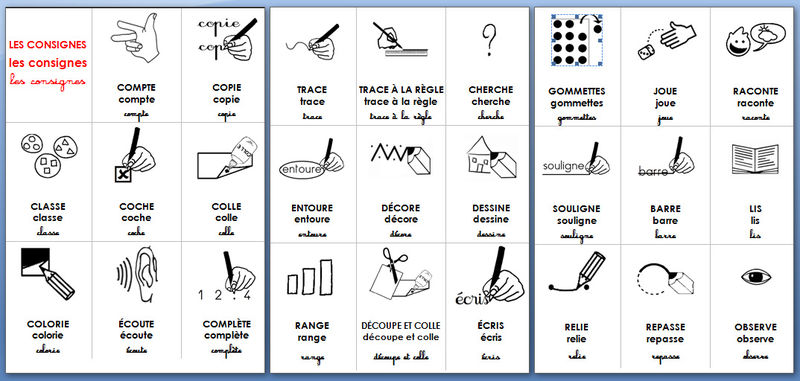 LES CONSIGNES
les consignes
les consignes
COMPTE
compte
compte
copie
cop
COPIE
copie
copie
CLASSE
classe
classe
COCHE
coche
coche
COLLE
COLLE
colle
colle
COLORIE
colorie
colorie
ÉCOUTE
écoute
écoute
1 2 4
COMPLÈTE
complète
complète
TRACE
trace
trace
TRACE À LA RÈGLE
trace à la règle
trace à la règle
?
CHERCHE
cherche
cherche
entoure
ENTOURE
entoure
entoure
DÉCORE
décore
décore
DESSINE
dessine
dessine
RANGE
range
range
DÉCOUPE ET COLLE
découpe et colle
découpe et colle
écris
ÉCRIS
écris
écris
GOMMETTES
gommettes
gommettes
JOUE
joue
joue
RACONTE
raconte
raconte
souligne
SOULIGNE
souligne
souligne
barre
BARRE
barre
barre
LIS
lis
lis
RELIE
relie
relie
REPASSE
repasse
repasse
OBSERVE
observe
observe